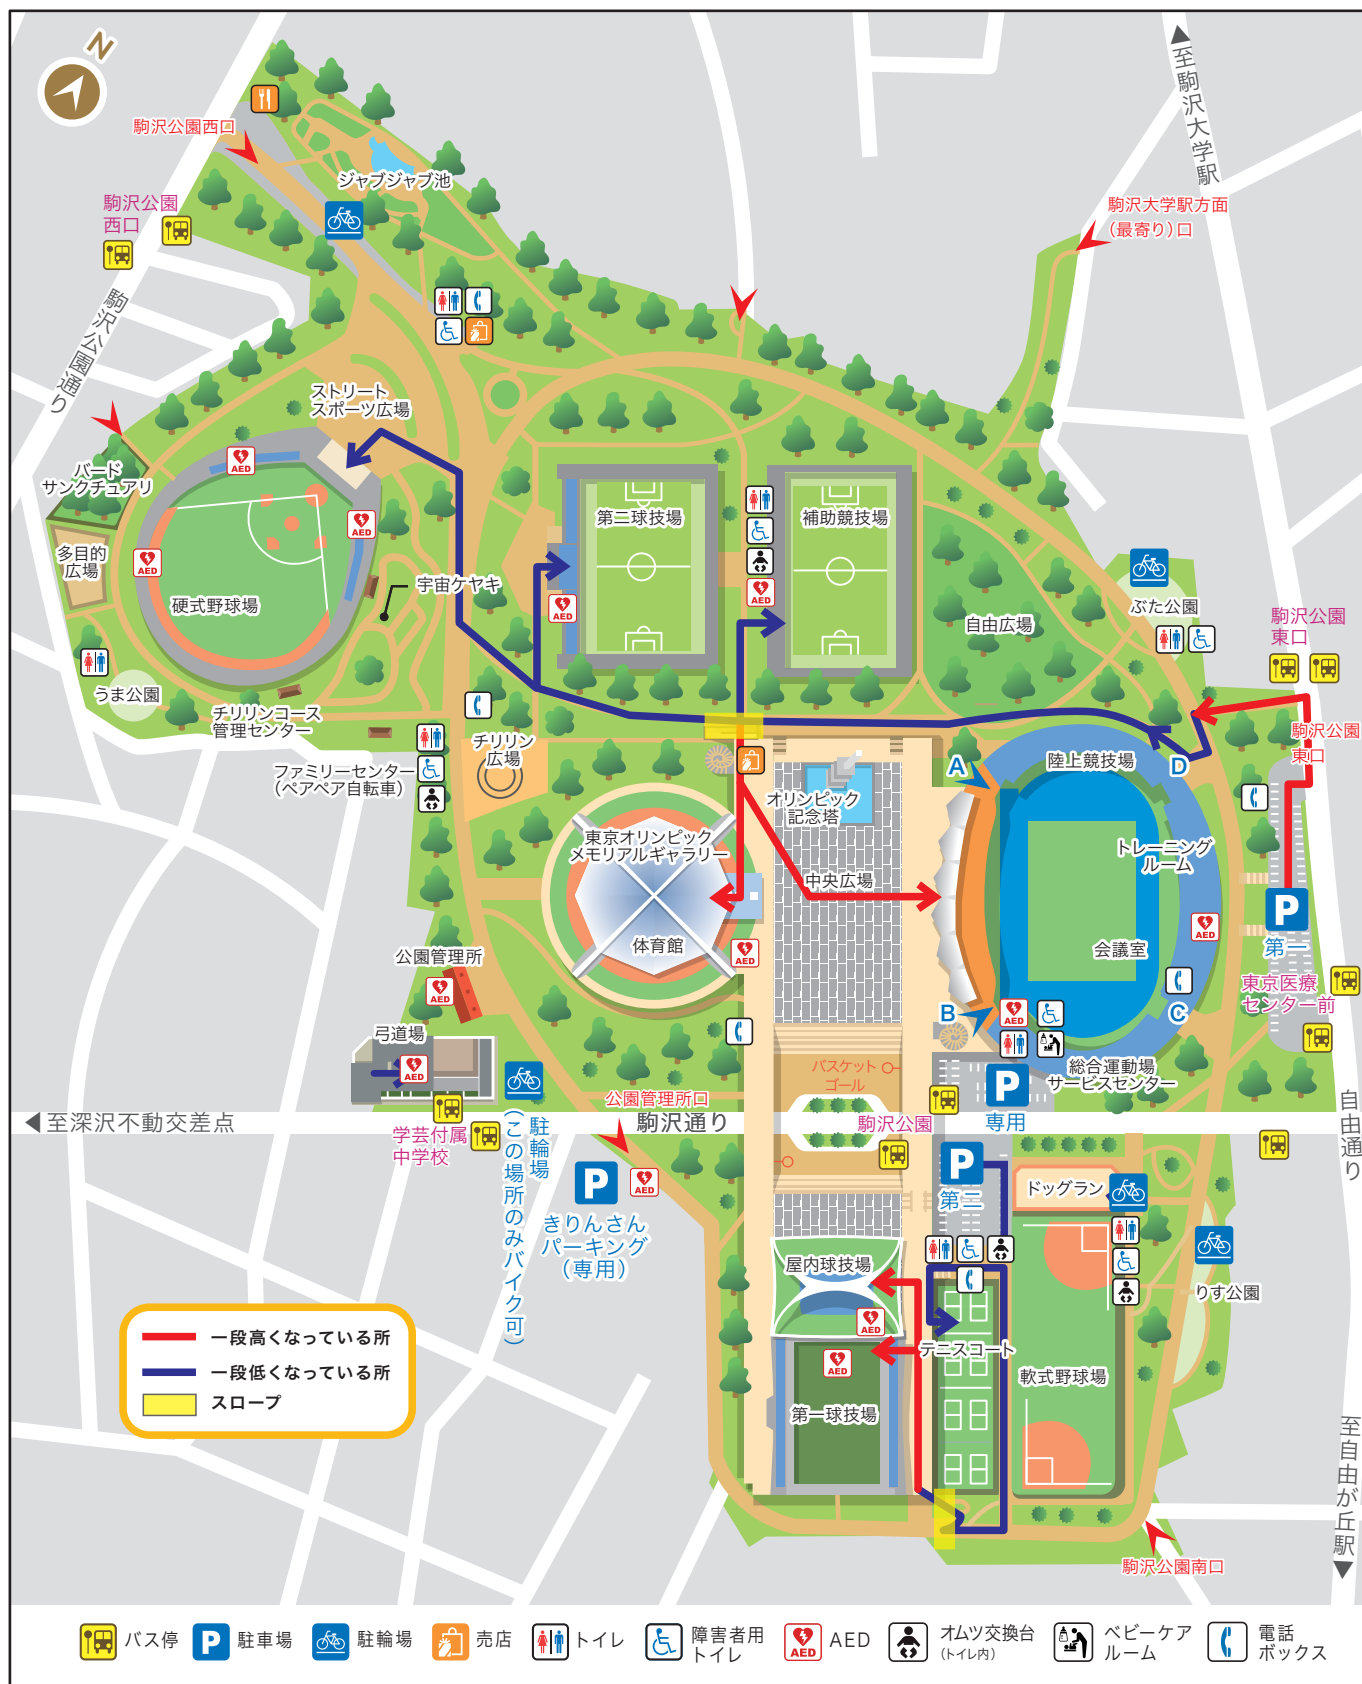 N
駒沢公園西口
ジャブジャブ池
駒沢公園
西口
駒沢公園通り
▲至駒沢大学駅
駒沢大学駅方面
(最寄り)口
ストリート
スポーツ広場
バード
サンクチュアリ
多目的
広場
硬式野球場
宇宙ケヤキ
うま公園
チリリンコース
管理センター
チリリン
広場
ファミリーセンター
(ペアペア自転車)
第二球技場
補助競技場
自由広場
ぶた公園
駒沢公園
東口
駒沢公園
東口
AED
AED
AED
AED
AED
A
陸上競技場
D
オリンピック
記念塔
東京オリンピック
メモリアルギャラリー
中央広場
トレーニング
ルーム
体育館
会議室
AED
AED
P
第一
東京医療
センター前
公園管理所
AED
弓道場
AED
B
AED
C
総合運動場
サービスセンター
P
専用
バスケット
ゴール
公園管理所口
駒沢通り
駒沢公園
◀至深沢不動交差点
学芸付属
中学校
駐輪場
(この場所のみバイク可)
自由通り
P
AED
きりんさん
パーキング
(専用)
P
第二
ドッグラン
屋内球技場
AED
りす公園
テニスコート
AED
第一球技場
軟式野球場
至自由が丘駅▼
駒沢公園南口
一段高くなっている所
一段低くなっている所
スロープ
バス停
P 駐車場
駐輪場
売店
トイレ
障害者用
トイレ
AED AED
オムツ交換台
(トイレ内)
ベビーケア
ルーム
電話
ボックス